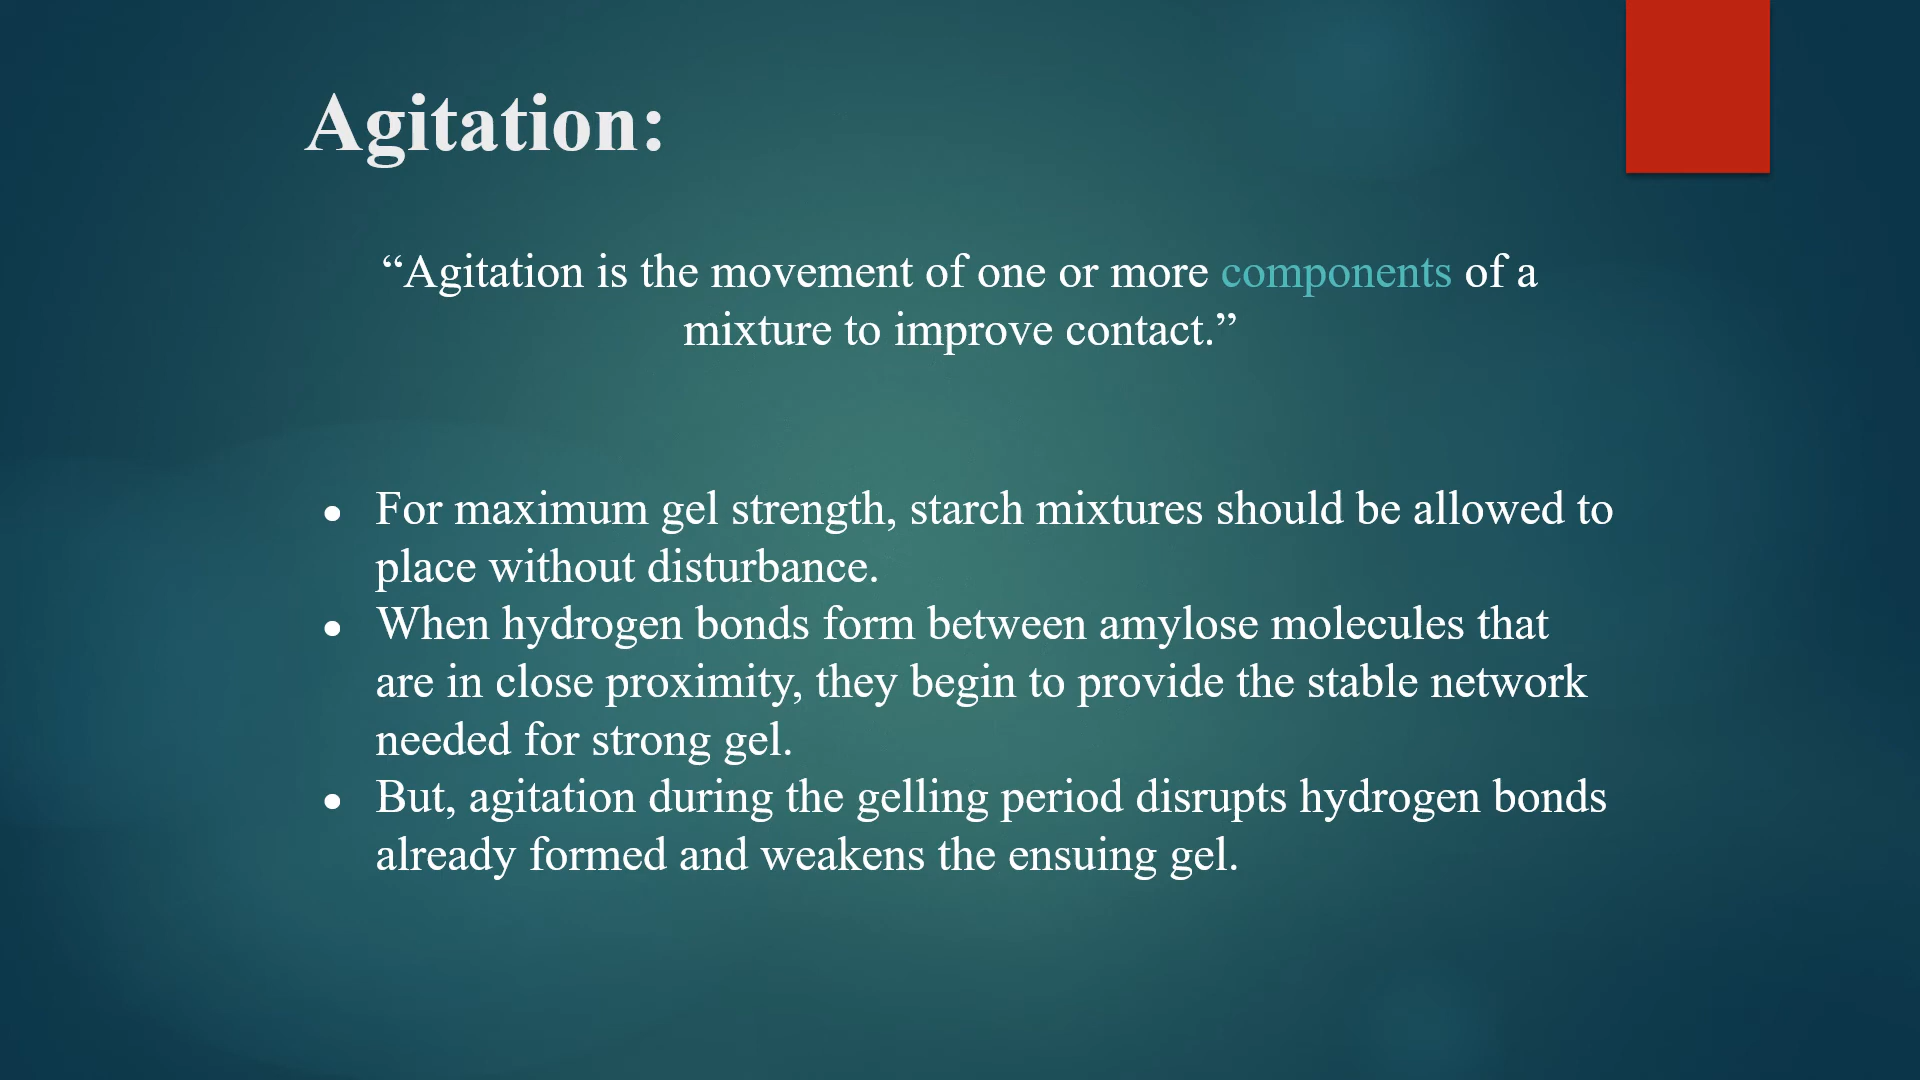 Agitation:
“Agitation is the movement of one or more components of a
mixture to improve contact.”
● For maximum gel strength, starch mixtures should be allowed to
place without disturbance.
● When hydrogen bonds form between amylose molecules that
are in close proximity, they begin to provide the stable network
needed for strong gel.
● But, agitation during the gelling period disrupts hydrogen bonds
already formed and weakens the ensuing gel.